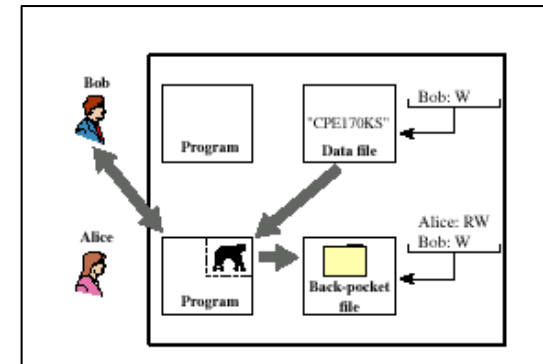 Bob
Bob: W
"CPE170KS"
Program
Data file
Alice
Alice: RW
Bob: W
Program
Back-pocket
file